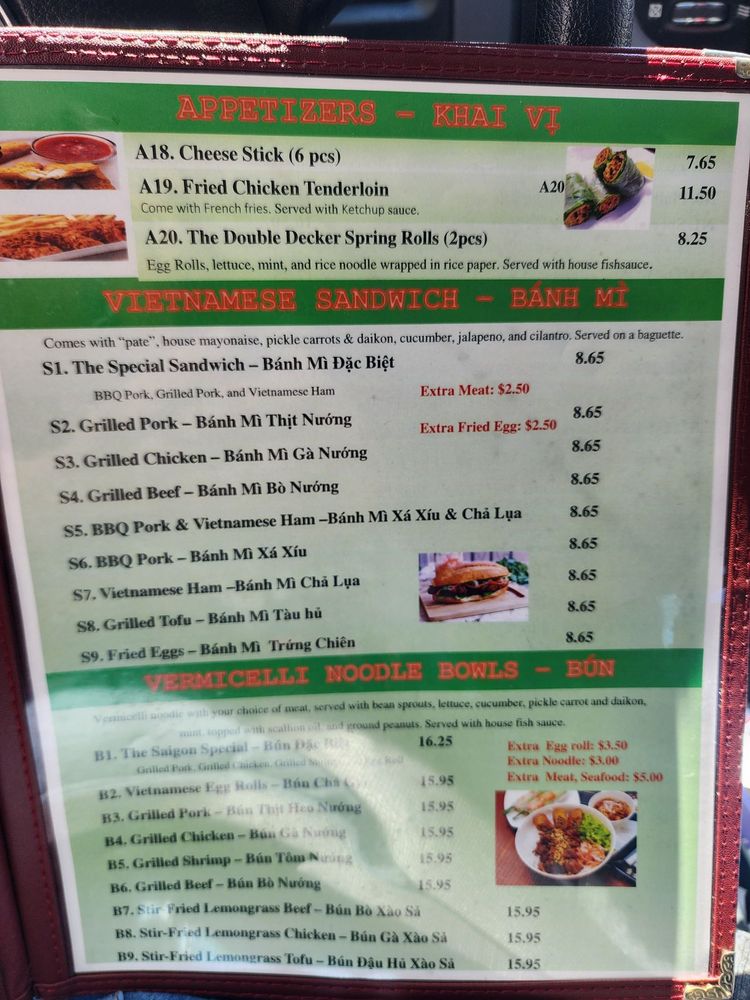 APPETIZERS – KHAI VỊ
A18. Cheese Stick (6 pcs) 7.65
A19. Fried Chicken Tenderloin A20 11.50
Come with French fries. Served with Ketchup sauce.
A20. The Double Decker Spring Rolls (2pcs) 8.25
Egg Rolls, lettuce, mint, and rice noodle wrapped in rice paper. Served with house fishsauce.
VIETNAMESE SANDWICH – BÁNH MÌ
Comes with "pate", house mayonaise, pickle carrots & daikon, cucumber, jalapeno, and cilantro. Served on a baguette.
S1. The Special Sandwich – Bánh Mì Đặc Biệt 8.65
BBQ Pork, Grilled Pork, and Vietnamese Ham Extra Meat: $2.50
S2. Grilled Pork – Bánh Mì Thịt Nướng 8.65
Extra Fried Egg: $2.50
S3. Grilled Chicken – Bánh Mì Gà Nướng 8.65
S4. Grilled Beef – Bánh Mì Bò Nướng 8.65
S5. BBQ Pork & Vietnamese Ham –Bánh Mì Xá Xíu & Chả Lụa 8.65
S6. BBQ Pork – Bánh Mì Xá Xíu 8.65
S7. Vietnamese Ham –Bánh Mì Chả Lụa 8.65
S8. Grilled Tofu – Bánh Mì Tàu hủ 8.65
S9. Fried Eggs – Bánh Mì Trứng Chiên 8.65
VERMICELLI NOODLE BOWLS – BÚN
Vermicelli noodle with your choice of meat, served with bean sprouts, lettuce, cucumber, pickle carrot and daikon,
mint, topped with scallion oil, and ground peanuts. Served with house fish sauce.
B1. The Saigon Special – Bún Đặc Biệt 16.25
Grilled Pork, Grilled Chicken, Grilled Egg Roll
Extra Egg roll: $3.50
Extra Noodle: $3.00
Extra Meat, Seafood: $5.00
B2. Vietnamese Egg Rolls – Bún Chả 15.95
B3. Grilled Pork – Bún Thịt Heo Nướng 15.95
B4. Grilled Chicken – Bún Gà Nướng 15.95
B5. Grilled Shrimp – Bún Tôm Nướng 15.95
B6. Grilled Beef – Bún Bò Nướng 15.95
B7. Stir-Fried Lemongrass Beef – Bún Bò Xào Sả 15.95
B8. Stir-Fried Lemongrass Chicken – Bún Gà Xào Sả 15.95
B9. Stir-Fried Lemongrass Tofu – Bún Đậu Hủ Xào Sả 15.95